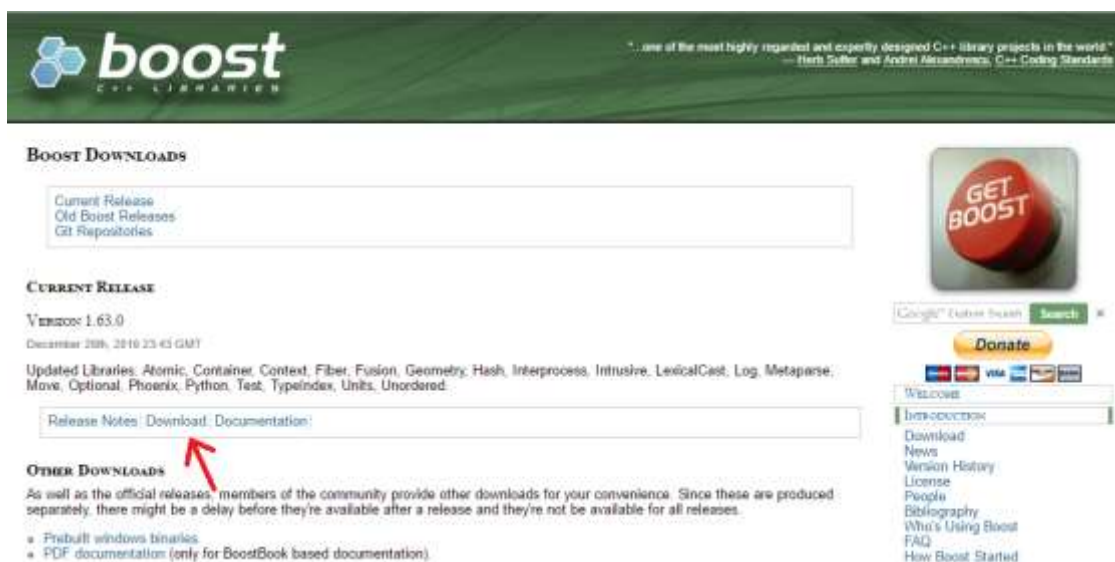 boost
C++ LIBRARIES
"...one of the most highly regarded and expertly designed C++ library projects in the world."
— Herb Sutter and Andrei Alexandrescu, C++ Coding Standards
BOOST DOWNLOADS
Current Release
Old Boost Releases
Git Repositories
CURRENT RELEASE
VERSION 1.63.0
December 26th, 2016 23:43 GMT
Updated Libraries: Atomic, Container, Context, Fiber, Fusion, Geometry, Hash, Interprocess, Intrusive, LexicalCast, Log, Metaparse,
Move, Optional, Phoenix, Python, Test, TypeIndex, Units, Unordered.
Release Notes Download Documentation
OTHER DOWNLOADS
As well as the official releases, members of the community provide other downloads for your convenience. Since these are produced
separately, there might be a delay before they're available after a release and they're not be available for all releases.
Prebuilt windows binaries.
PDF documentation (only for BoostBook based documentation).
GET
BOOST
Google™ Custom Search Search ×
Donate
VISA
WELCOME
INTRODUCTION
Download
News
Version History
License
People
Bibliography
Who's Using Boost
FAQ
How Boost Started